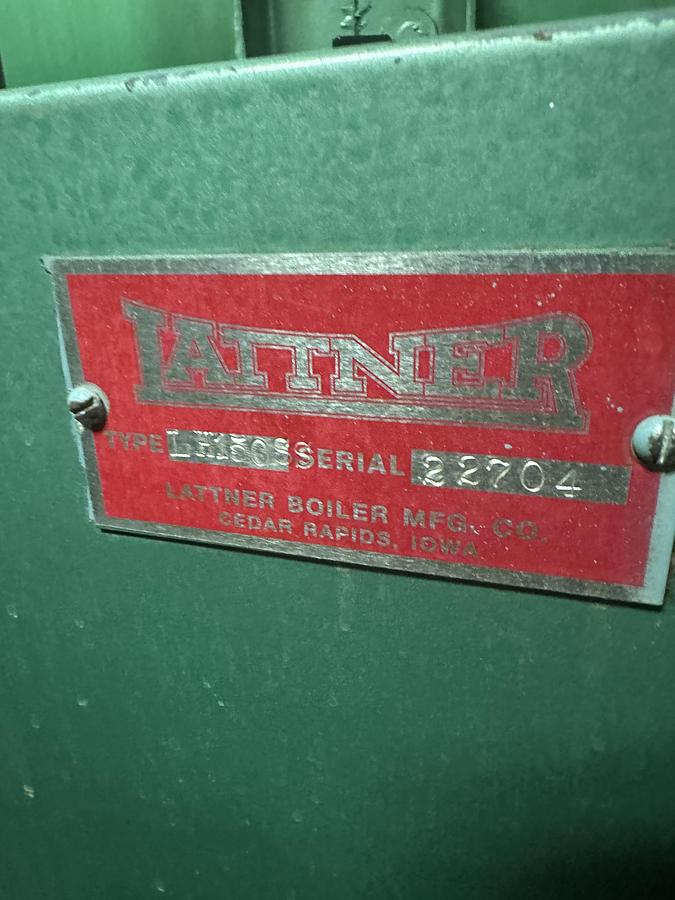 LATTNER
TYPE SERIAL 22704
LATTNER BOILER MFG. CO.
CEDAR RAPIDS, IOWA